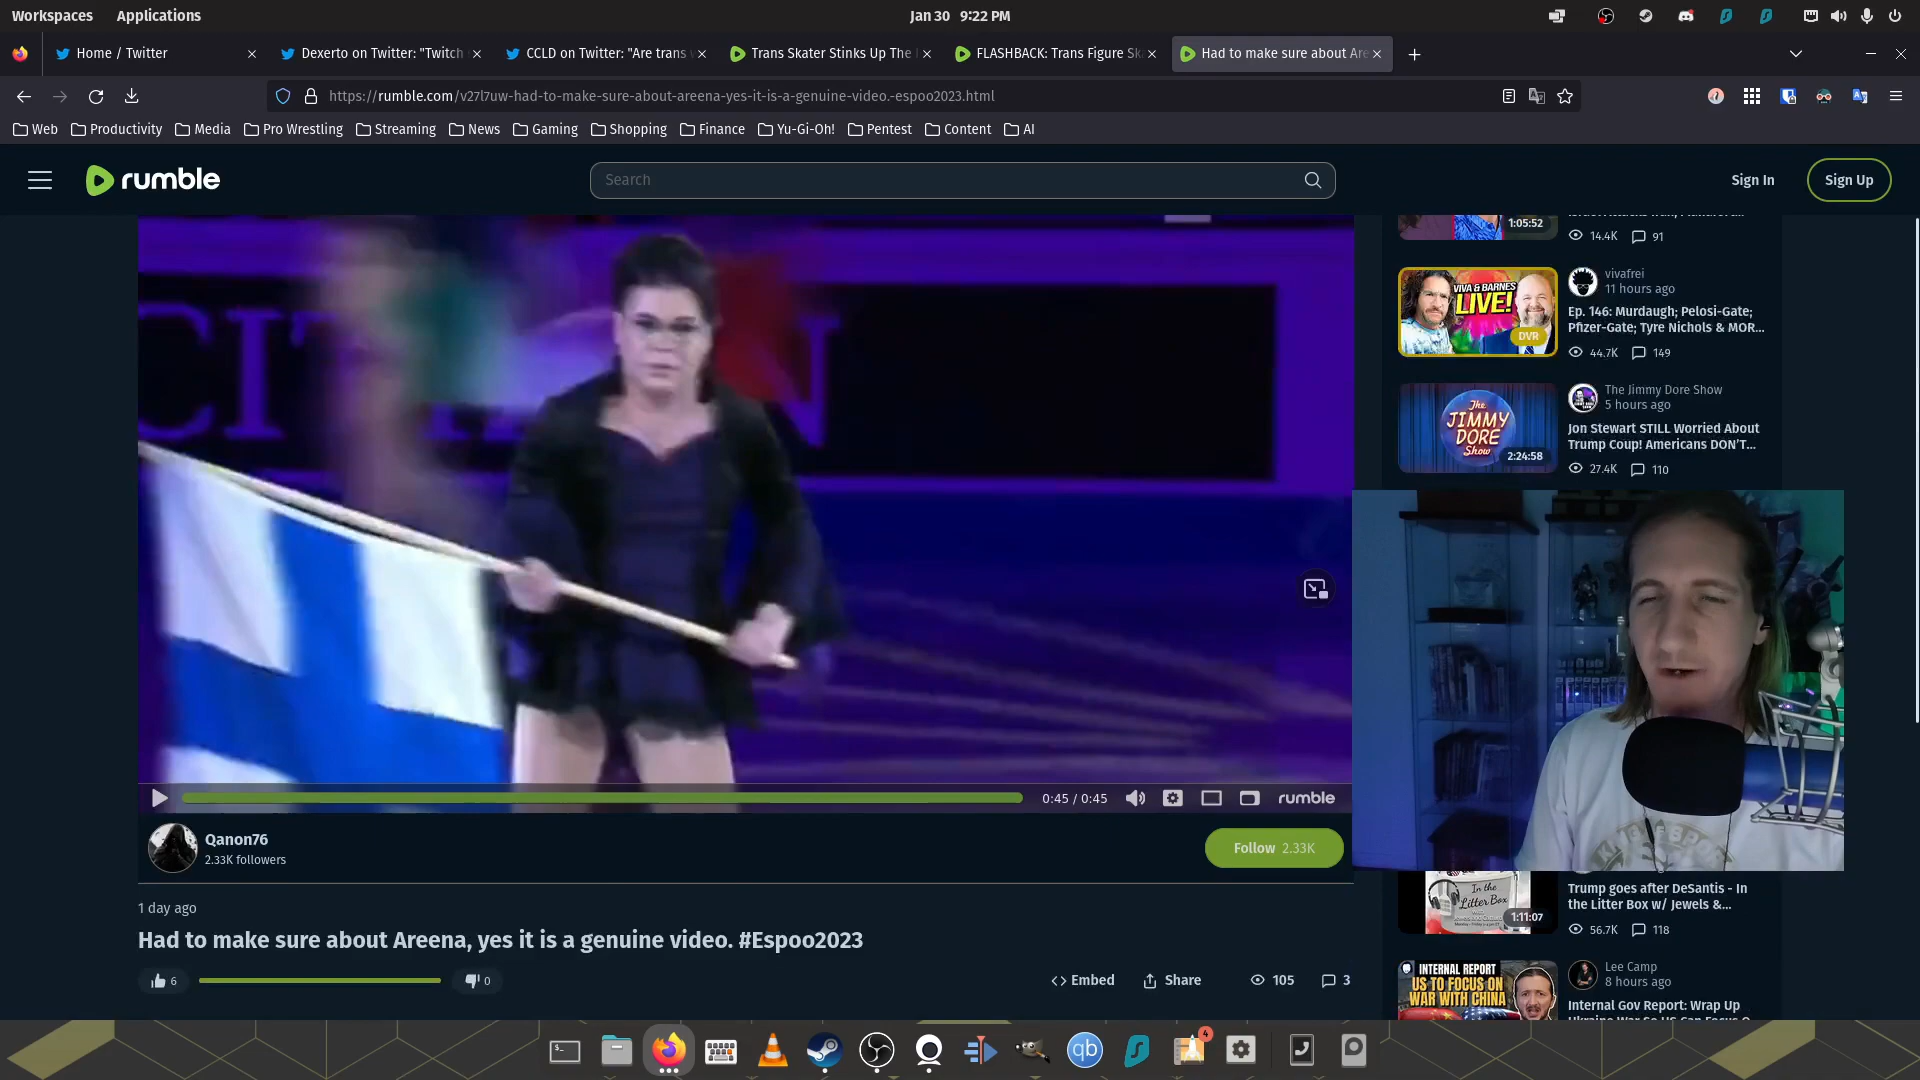 Workspaces Applications Jan 30 9:22 PM
Home / Twitter
Dexerto on Twitter: "Twitch
CCLD on Twitter: "Are trans
Trans Skater Stinks Up The
FLASHBACK: Trans Figure Sk
Had to make sure about Are
https://rumble.com/v27l7uw-had-to-make-sure-about-areena-yes-it-is-a-genuine-video.-espoo2023.html
Web Productivity Media Pro Wrestling Streaming News Gaming Shopping Finance Yu-Gi-Oh! Pentest Content AI
rumble
Search
Sign In
Sign Up
1:05:52
14.4K 91
VIVA & BARNES
LIVE!
DVR
vivafrei
11 hours ago
Ep. 146: Murdaugh; Pelosi-Gate;
Pfizer-Gate; Tyre Nichols & MOR...
44.7K 149
The
JIMMY
DORE
Show
2:24:58
The Jimmy Dore Show
5 hours ago
Jon Stewart STILL Worried About
Trump Coup! Americans DON'T...
27.4K 110
0:45 / 0:45
rumble
Qanon76
2.33K followers
Follow 2.33K
1 day ago
Had to make sure about Areena, yes it is a genuine video. #Espoo2023
6
0
Embed
Share
105
3
In the
Litter Box
1:11:07
Trump goes after DeSantis - In
the Litter Box w/ Jewels &...
56.7K 118
INTERNAL REPORT
US TO FOCUS ON
WAR WITH CHINA
Lee Camp
8 hours ago
Internal Gov Report: Wrap Up
4
qb